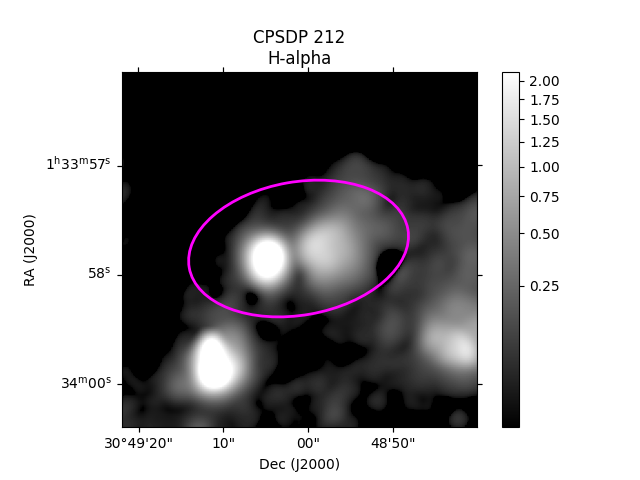 CPSDP 212
H-alpha
2.00
1.75
1.50
1.25
1.00
0.75
0.50
0.25
1h33m57s
58s
34m00s
RA (J2000)
30°49'20" 10" 00" 48'50"
Dec (J2000)